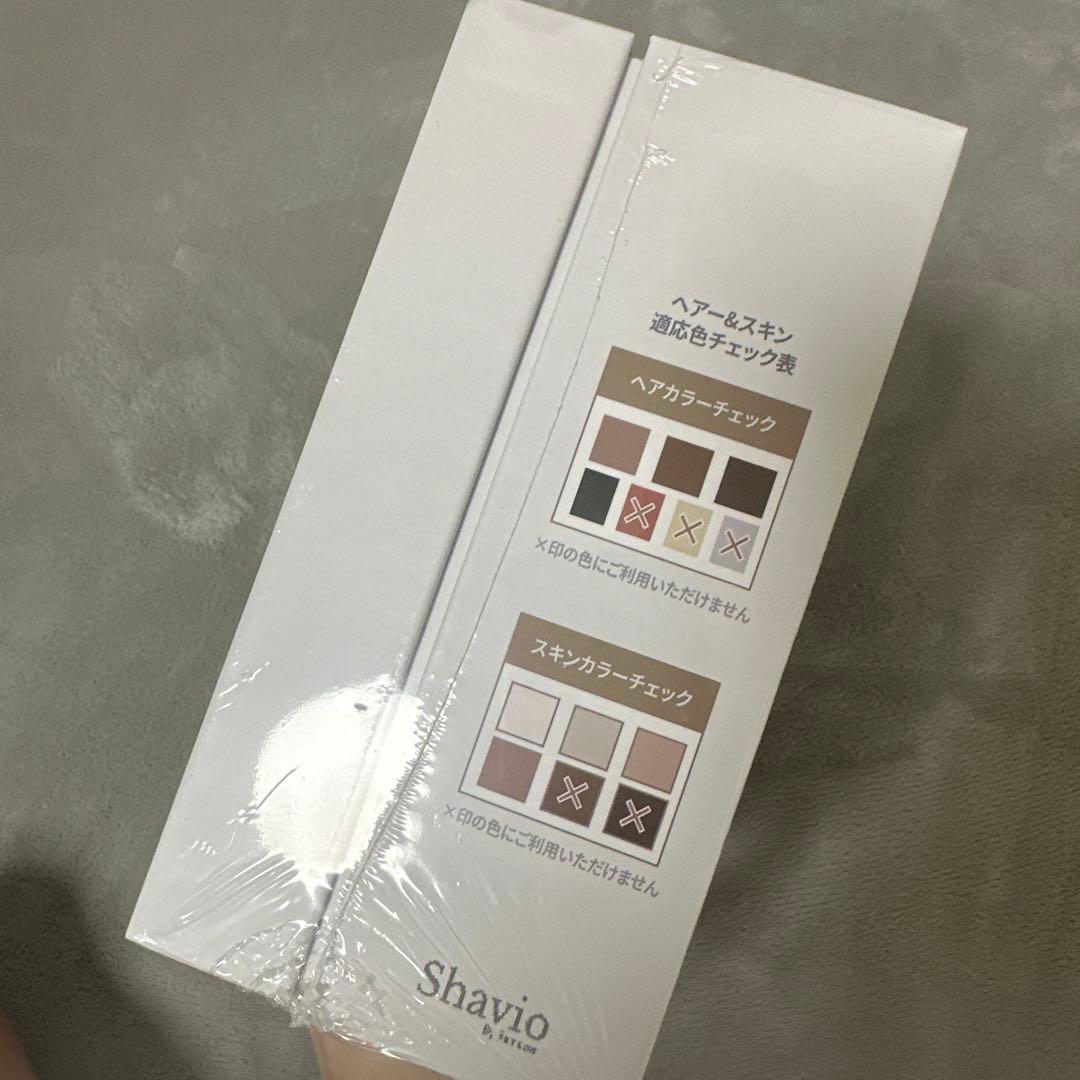 ヘアー&スキン
適応色チェック表
ヘアカラーチェック
×印の色にご利用いただけません
スキンカラーチェック
×印の色にご利用いただけません
Shavio
by